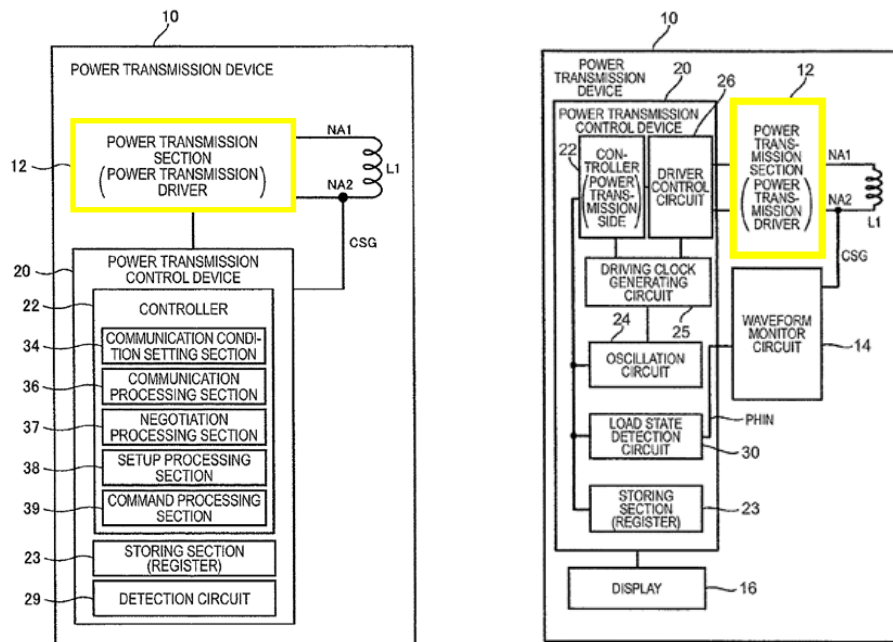 10
POWER TRANSMISSION DEVICE
12
POWER TRANSMISSION
SECTION
(POWER TRANSMISSION
DRIVER)
NA1
NA2
L1
CSG
20
POWER TRANSMISSION
CONTROL DEVICE
22
CONTROLLER
34
COMMUNICATION CONDI-
TION SETTING SECTION
36
COMMUNICATION
PROCESSING SECTION
37
NEGOTIATION
PROCESSING SECTION
38
SETUP PROCESSING
SECTION
39
COMMAND PROCESSING
SECTION
23
STORING SECTION
(REGISTER)
29
DETECTION CIRCUIT
10
POWER
TRANSMISSION
DEVICE
20
26
12
POWER TRANSMISSION
CONTROL DEVICE
22
CON-
TROLLER
(POWER
TRANS-
MISSION
SIDE)
DRIVER
CONTROL
CIRCUIT
POWER
TRANS-
MISSION
SECTION
(POWER
TRANS-
MISSION
DRIVER)
NA1
NA2
L1
CSG
DRIVING CLOCK
GENERATING
CIRCUIT
24
25
OSCILLATION
CIRCUIT
WAVEFORM
MONITOR
CIRCUIT
14
PHIN
LOAD STATE
DETECTION
CIRCUIT
30
STORING
SECTION
(REGISTER)
23
DISPLAY
16